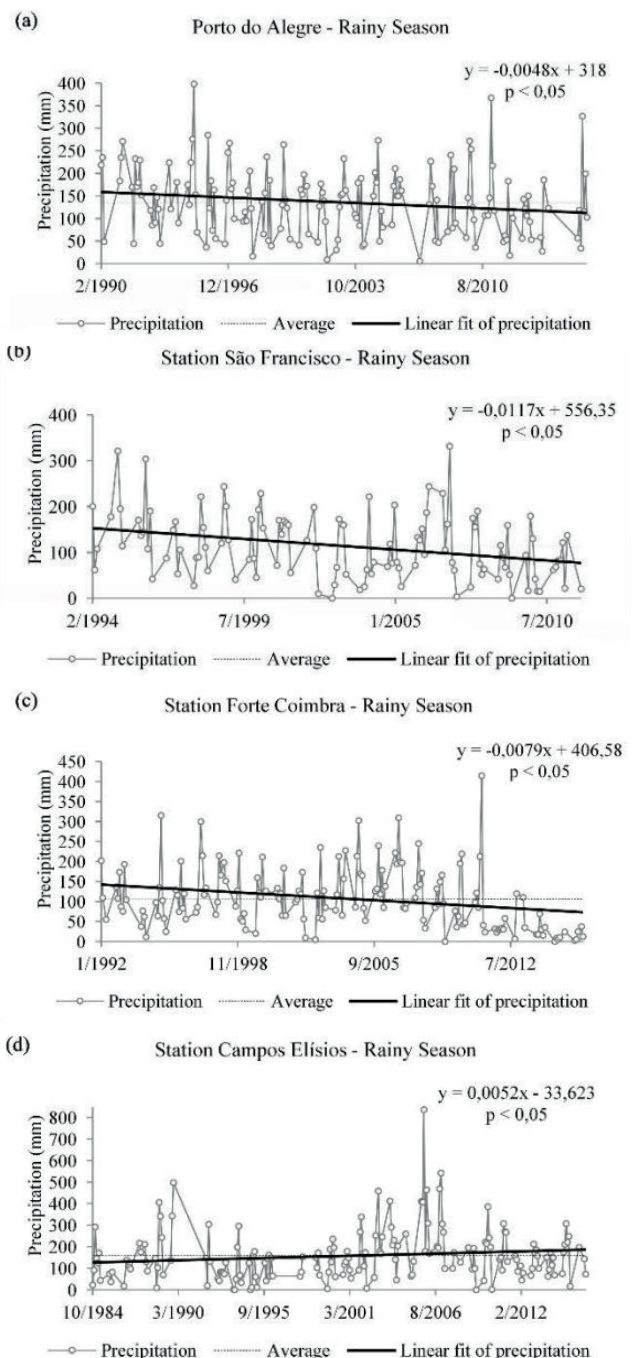 (a)
Porto do Alegre - Rainy Season
y = -0,0048x + 318
p < 0,05
Precipitation (mm)
400
350
300
250
200
150
100
50
0
2/1990 12/1996 10/2003 8/2010
Precipitation Average Linear fit of precipitation
(b)
Station São Francisco - Rainy Season
y = -0,0117x + 556,35
p < 0,05
Precipitation (mm)
400
300
200
100
0
2/1994 7/1999 1/2005 7/2010
Precipitation Average Linear fit of precipitation
(c)
Station Forte Coimbra - Rainy Season
y = -0,0079x + 406,58
p < 0,05
Precipitation (mm)
450
400
350
300
250
200
150
100
50
0
1/1992 11/1998 9/2005 7/2012
Precipitation Average Linear fit of precipitation
(d)
Station Campos Elísios - Rainy Season
y = 0,0052x - 33,623
p < 0,05
Precipitation (mm)
800
700
600
500
400
300
200
100
0
10/1984 3/1990 9/1995 3/2001 8/2006 2/2012
Precipitation Average Linear fit of precipitation